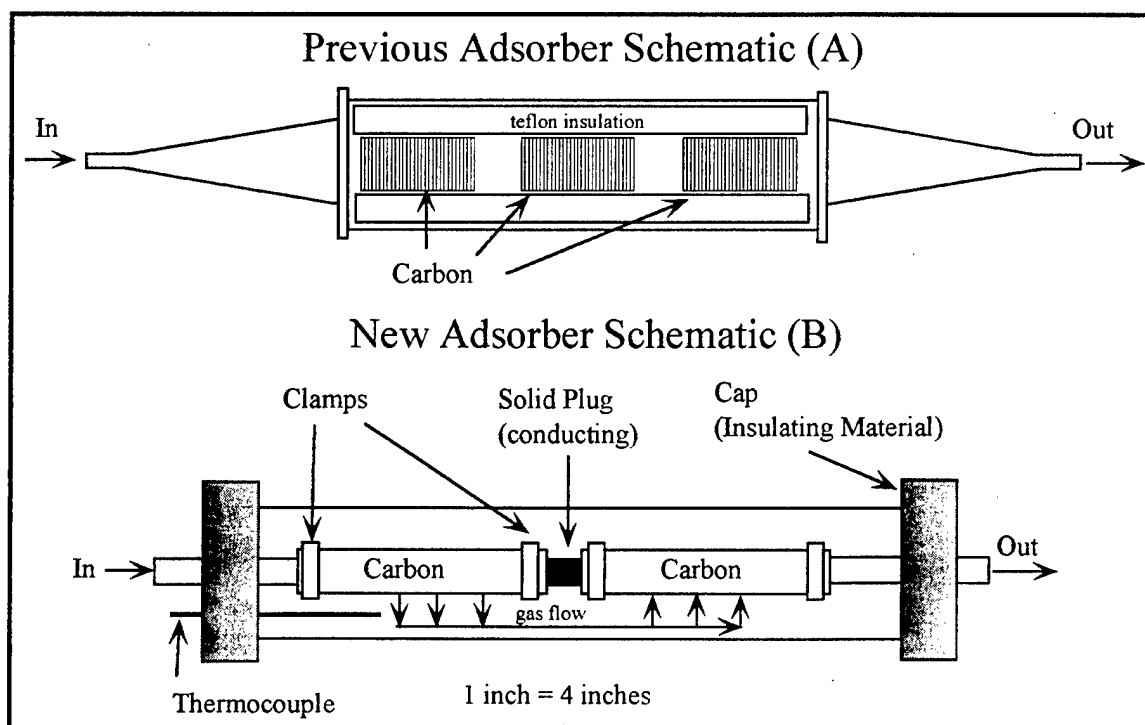 Previous Adsorber Schematic (A)
In
teflon insulation
Out
Carbon
New Adsorber Schematic (B)
Clamps
Solid Plug
(conducting)
Cap
(Insulating Material)
In
Carbon
Carbon
Out
gas flow
Thermocouple
1 inch = 4 inches